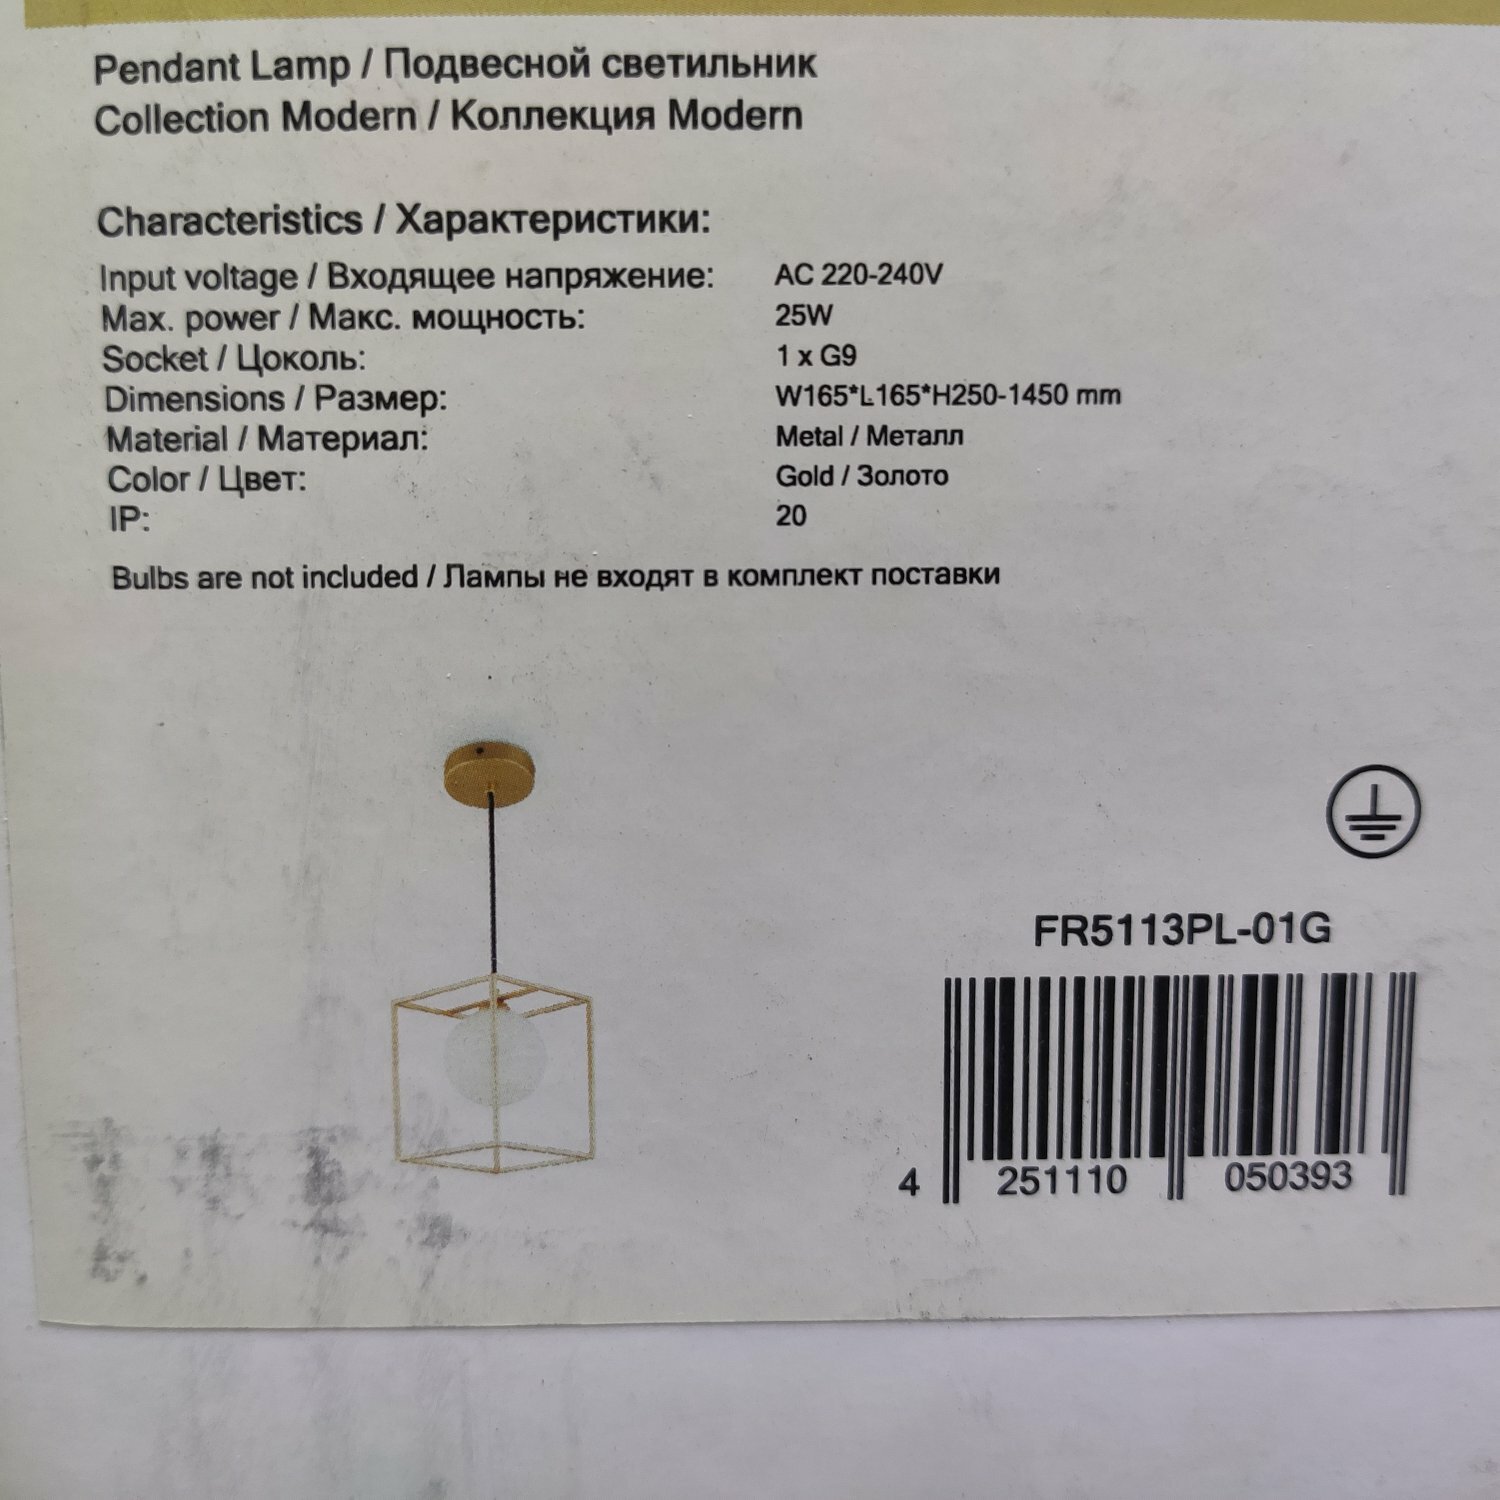 Pendant Lamp / Подвесной светильник
Collection Modern / Коллекция Modern
Characteristics / Характеристики:
Input voltage / Входящее напряжение: AC 220-240V
Max. power / Макс. мощность: 25W
Socket / Цоколь: 1 x G9
Dimensions / Размер: W165*L165*H250-1450 mm
Material / Материал: Metal / Металл
Color / Цвет: Gold / Золото
IP: 20
Bulbs are not included / Лампы не входят в комплект поставки
FR5113PL-01G
4 251110 050393